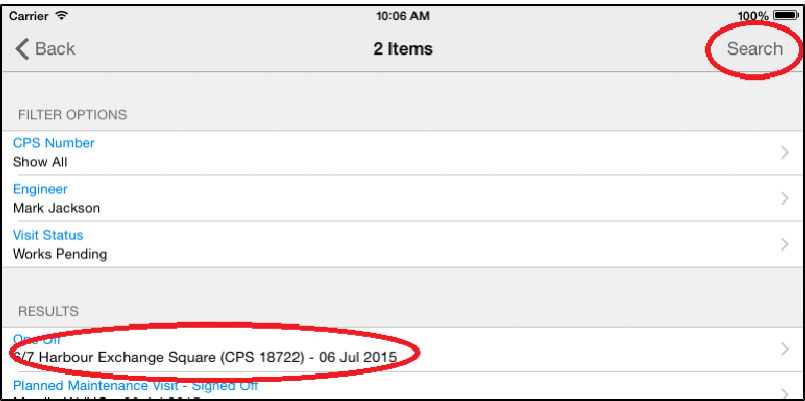 Carrier 10:06 AM 100%
Back 2 Items Search
FILTER OPTIONS
CPS Number
Show All
Engineer
Mark Jackson
Visit Status
Works Pending
RESULTS
One Off
6/7 Harbour Exchange Square (CPS 18722) - 06 Jul 2015
Planned Maintenance Visit - Signed Off